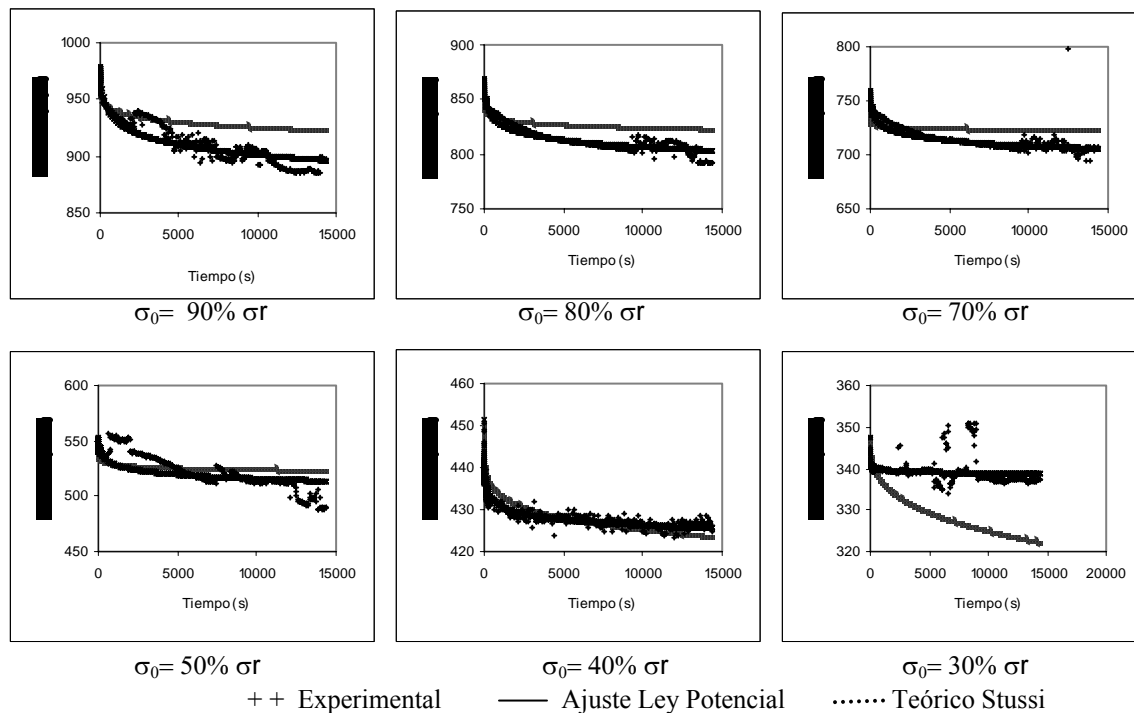 1000
950
900
850
0 5000 10000 15000
Tiempo (s)
σ₀= 90% σr
900
850
800
750
0 5000 10000 15000
Tiempo (s)
σ₀= 80% σr
800
750
700
650
0 5000 10000 15000
Tiempo (s)
σ₀= 70% σr
600
550
500
450
0 5000 10000 15000
Tiempo (s)
σ₀= 50% σr
460
450
440
430
420
0 5000 10000 15000
Tiempo (s)
σ₀= 40% σr
360
350
340
330
320
0 5000 10000 15000 20000
Tiempo (s)
σ₀= 30% σr
+ + Experimental —— Ajuste Ley Potencial ········ Teórico Stussi